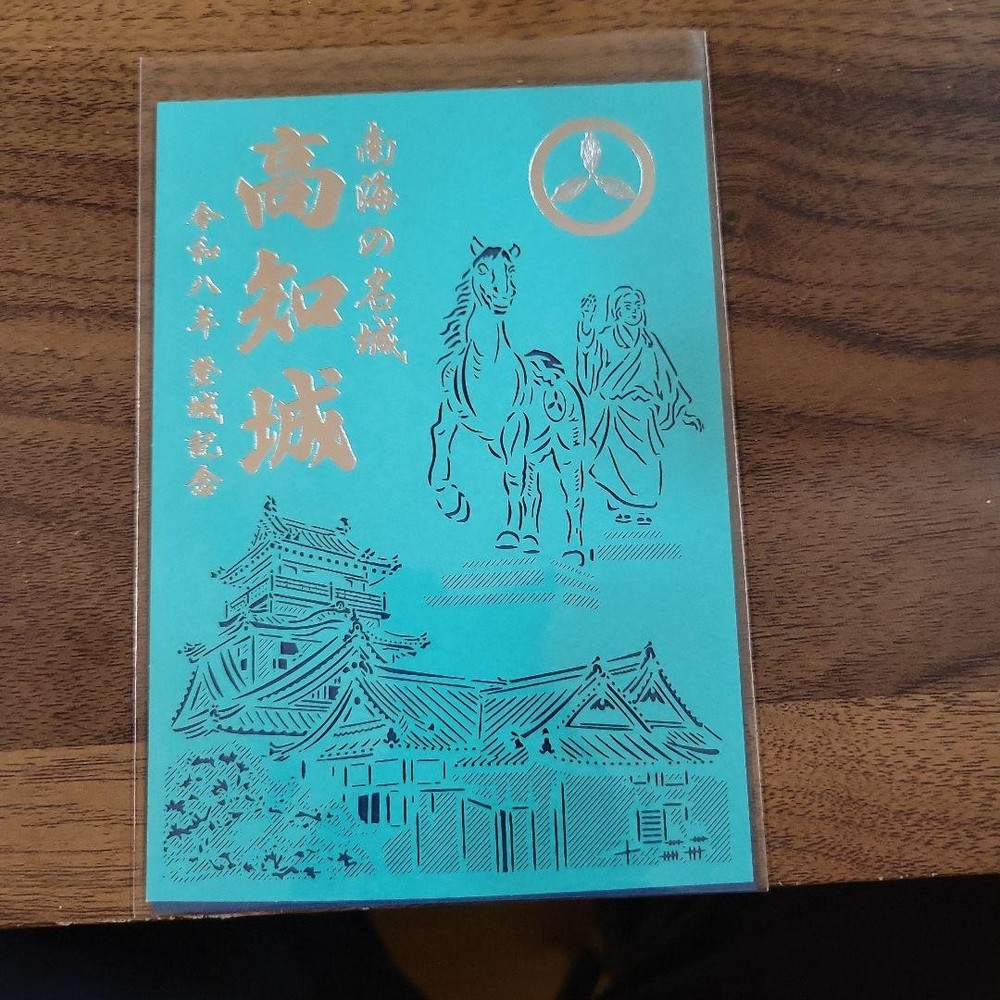 南海の名城
高知城
令和八年 登城記念